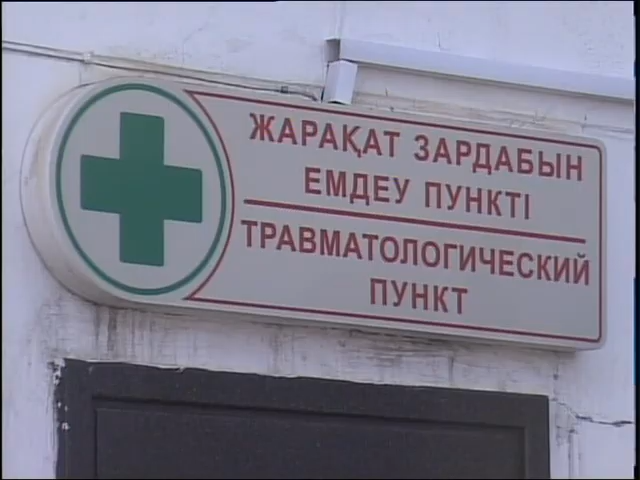 ЖАРАҚАТ ЗАРДАБЫН
ЕМДЕУ ПУНКТІ
ТРАВМАТОЛОГИЧЕСКИЙ
ПУНКТ